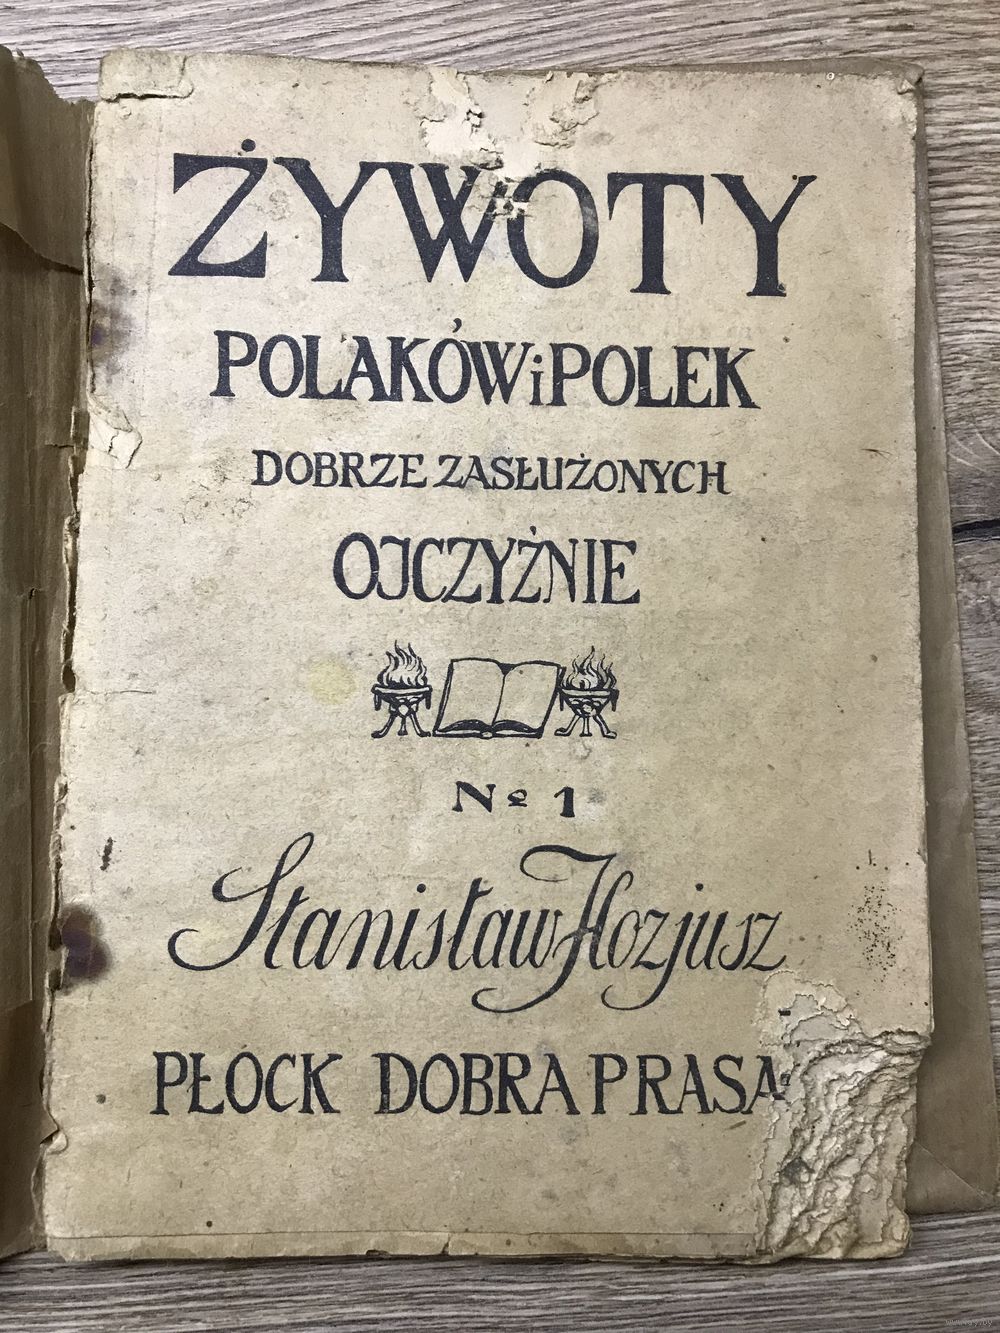 ŻYWOTY
POLAKÓW i POLEK
DOBRZE ZASŁUŻONYCH
OJCZYŹNIE
№ 1
Stanisław Hozjusz
PŁOCK DOBRA PRASA